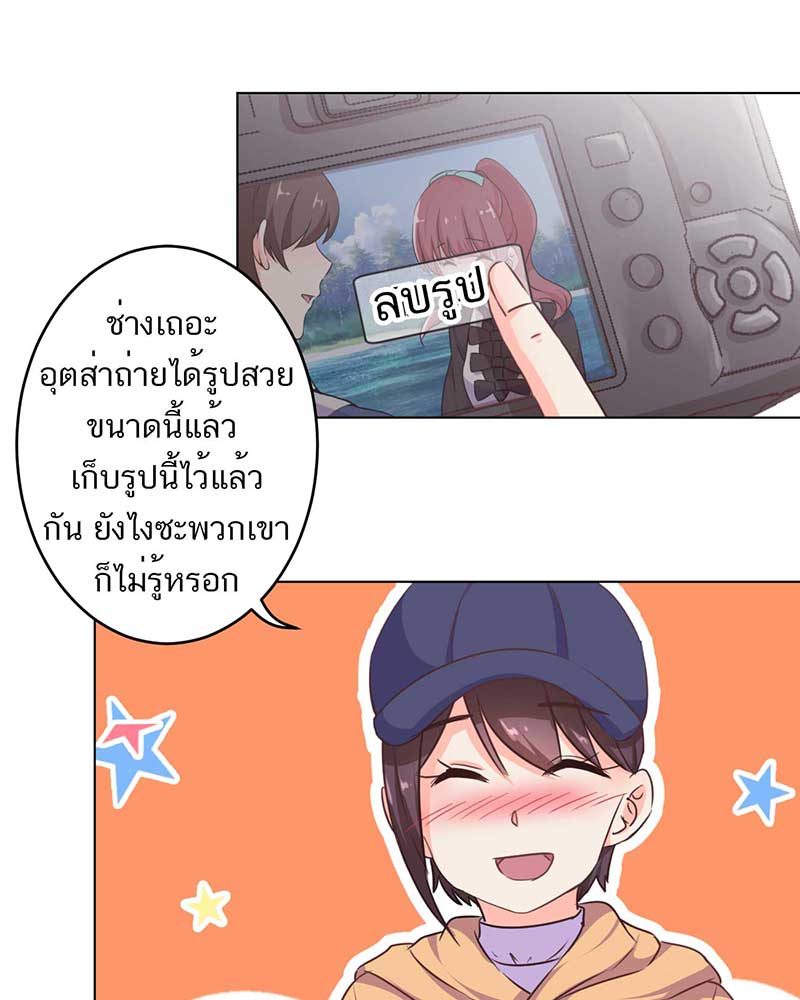 ลบรูป
ช่างเถอะ
อุตส่าถ่ายได้รูปสวย
ขนาดนี้แล้ว
เก็บรูปนี้ไว้แล้ว
กัน ยังไงซะพวกเขา
ก็ไม่รู้หรอก